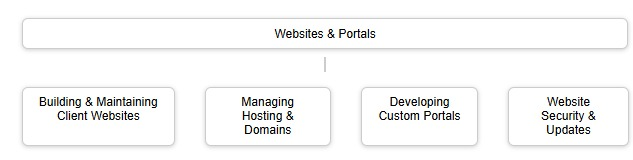 Websites & Portals
Building & Maintaining
Client Websites
Managing
Hosting &
Domains
Developing
Custom Portals
Website
Security &
Updates